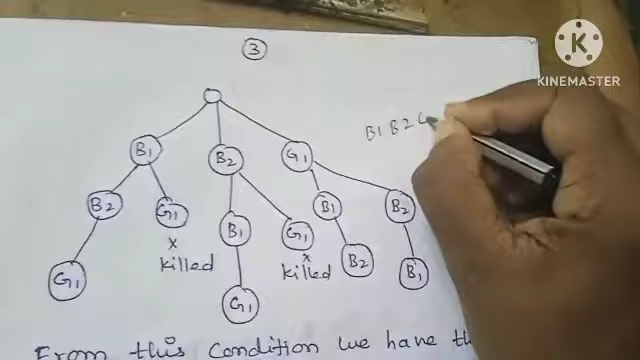 3
K
KINEMASTER
B1 B2 G
B1 B2 G1
B2 G1 B1 G1 B1 B2
x x
killed killed
G1 G1 B2 B1
From this Condition we have th